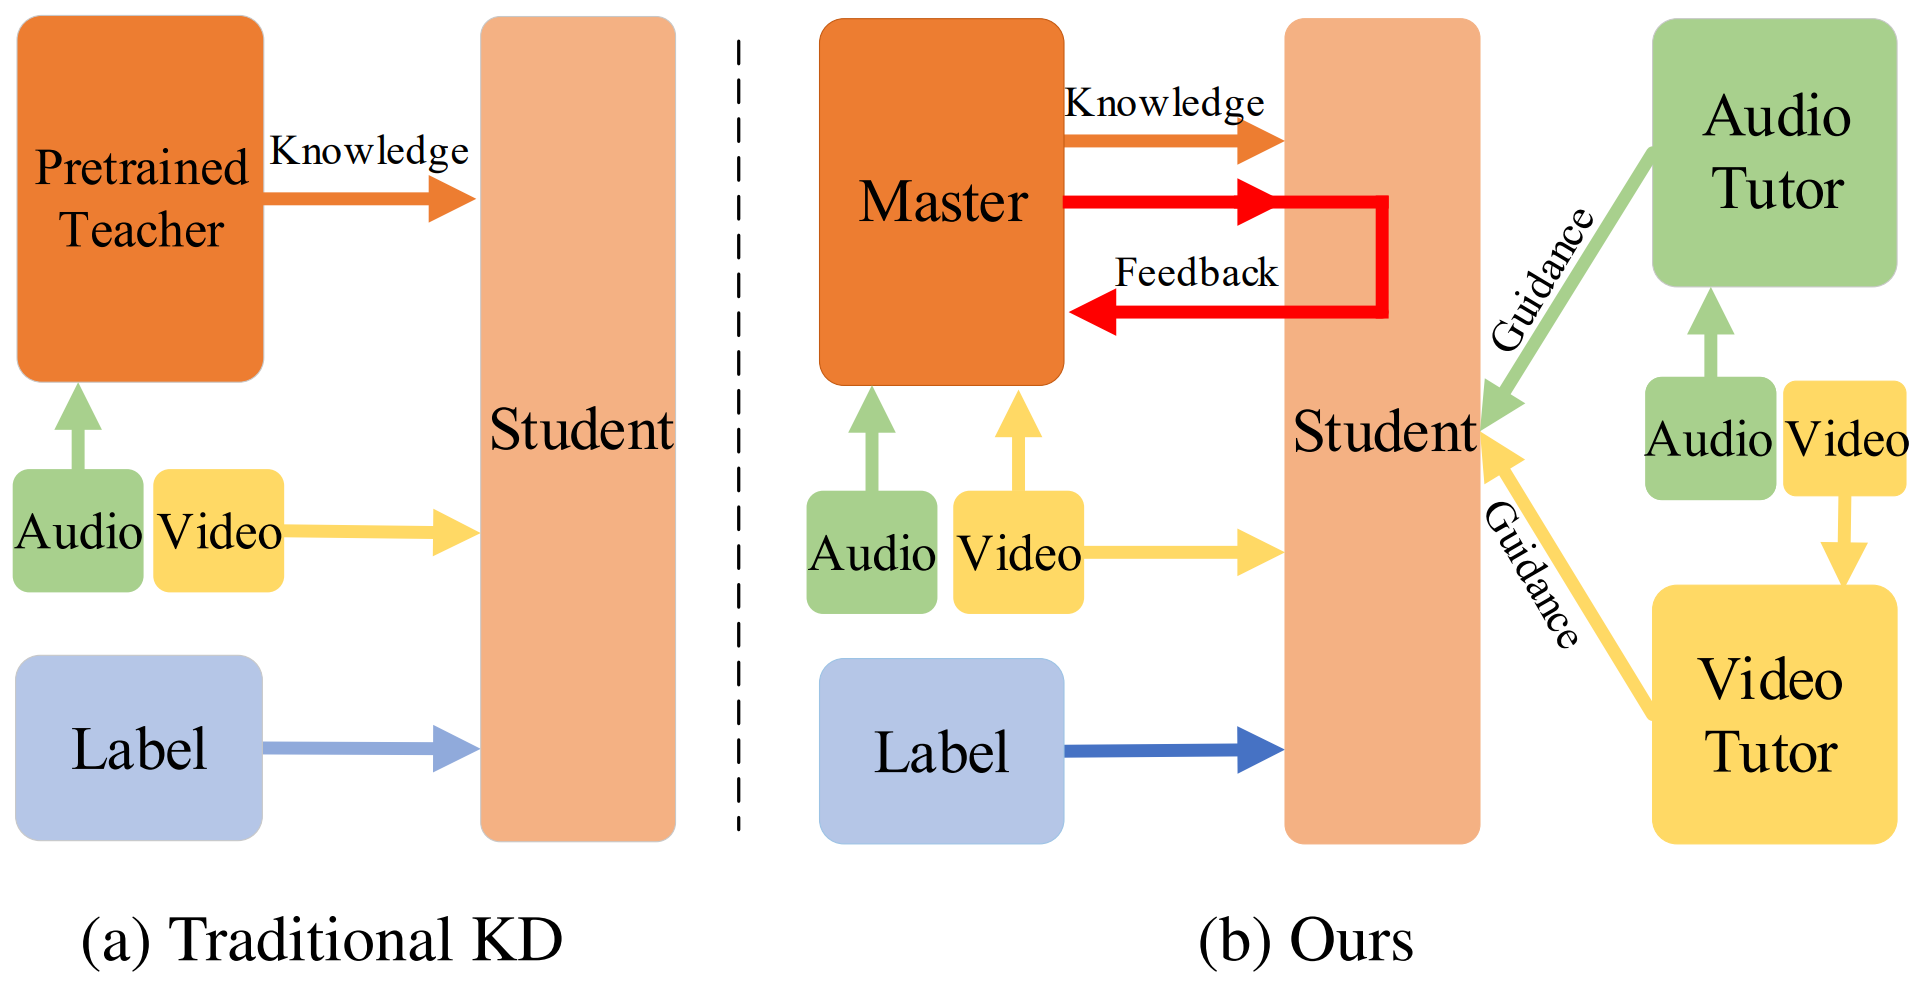 Pretrained
Teacher
Knowledge
Student
Audio
Video
Label
(a) Traditional KD
Master
Knowledge
Feedback
Student
Audio
Video
Label
Guidance
Guidance
Audio
Tutor
Audio
Video
Video
Tutor
(b) Ours